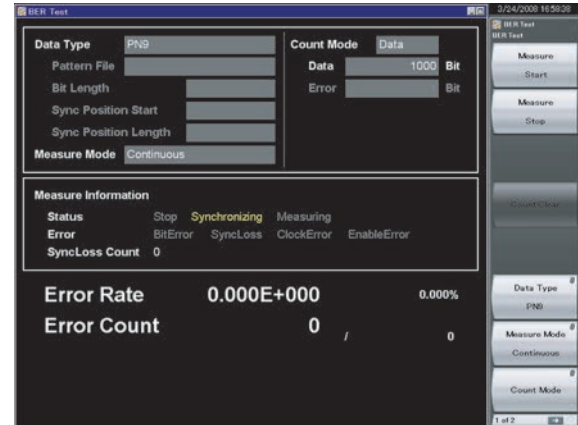 BER Test
3/24/2008 16:58:38
BER Test
BER Test
Data Type PN9 Count Mode Data
Pattern File Data 1000 Bit
Bit Length Error Bit
Sync Position Start
Sync Position Length
Measure Mode Continuous
Measure
Start
Measure
Stop
Count Clear
Measure Information
Status Stop Synchronizing Measuring
Error BitError SyncLoss ClockError EnableError
SyncLoss Count 0
Error Rate 0.000E+000 0.000%
Error Count 0 / 0
Data Type
PN9
Measure Mode
Continuous
Count Mode
1 of 2